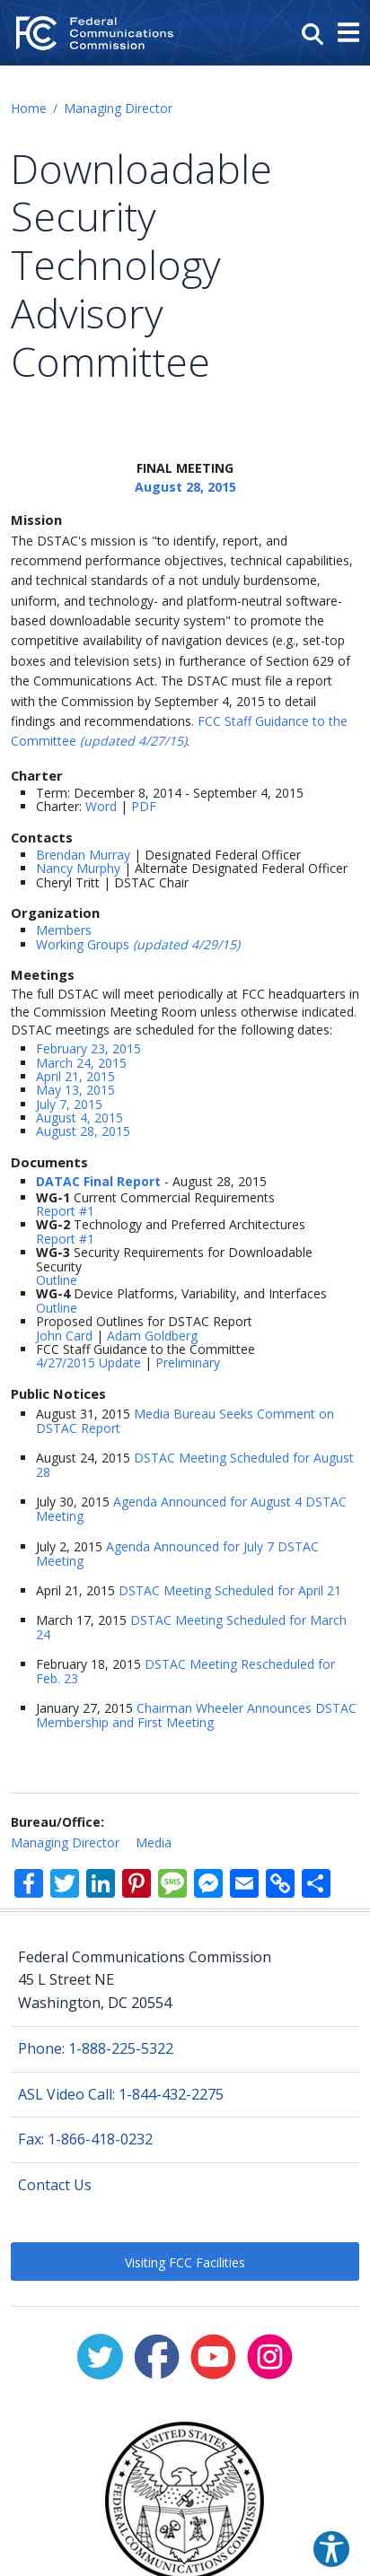 Federal
Communications
Commission
Home / Managing Director
Downloadable
Security
Technology
Advisory
Committee
FINAL MEETING
August 28, 2015
Mission
The DSTAC's mission is "to identify, report, and
recommend performance objectives, technical capabilities,
and technical standards of a not unduly burdensome,
uniform, and technology- and platform-neutral software-
based downloadable security system" to promote the
competitive availability of navigation devices (e.g., set-top
boxes and television sets) in furtherance of Section 629 of
the Communications Act. The DSTAC must file a report
with the Commission by September 4, 2015 to detail
findings and recommendations. FCC Staff Guidance to the
Committee (updated 4/27/15).
Charter
▪ Term: December 8, 2014 - September 4, 2015
▪ Charter: Word | PDF
Contacts
▪ Brendan Murray | Designated Federal Officer
▪ Nancy Murphy | Alternate Designated Federal Officer
▪ Cheryl Tritt | DSTAC Chair
Organization
▪ Members
▪ Working Groups (updated 4/29/15)
Meetings
The full DSTAC will meet periodically at FCC headquarters in
the Commission Meeting Room unless otherwise indicated.
DSTAC meetings are scheduled for the following dates:
▪ February 23, 2015
▪ March 24, 2015
▪ April 21, 2015
▪ May 13, 2015
▪ July 7, 2015
▪ August 4, 2015
▪ August 28, 2015
Documents
▪ DATAC Final Report - August 28, 2015
▪ WG-1 Current Commercial Requirements
Report #1
▪ WG-2 Technology and Preferred Architectures
Report #1
▪ WG-3 Security Requirements for Downloadable
Security
Outline
▪ WG-4 Device Platforms, Variability, and Interfaces
Outline
▪ Proposed Outlines for DSTAC Report
John Card | Adam Goldberg
▪ FCC Staff Guidance to the Committee
4/27/2015 Update | Preliminary
Public Notices
▪ August 31, 2015 Media Bureau Seeks Comment on
DSTAC Report
▪ August 24, 2015 DSTAC Meeting Scheduled for August
28
▪ July 30, 2015 Agenda Announced for August 4 DSTAC
Meeting
▪ July 2, 2015 Agenda Announced for July 7 DSTAC
Meeting
▪ April 21, 2015 DSTAC Meeting Scheduled for April 21
▪ March 17, 2015 DSTAC Meeting Scheduled for March
24
▪ February 18, 2015 DSTAC Meeting Rescheduled for
Feb. 23
▪ January 27, 2015 Chairman Wheeler Announces DSTAC
Membership and First Meeting
Bureau/Office:
Managing Director Media
SMS
Federal Communications Commission
45 L Street NE
Washington, DC 20554
Phone: 1-888-225-5322
ASL Video Call: 1-844-432-2275
Fax: 1-866-418-0232
Contact Us
Visiting FCC Facilities
UNITED STATES
FEDERAL COMMUNICATIONS COMMISSION